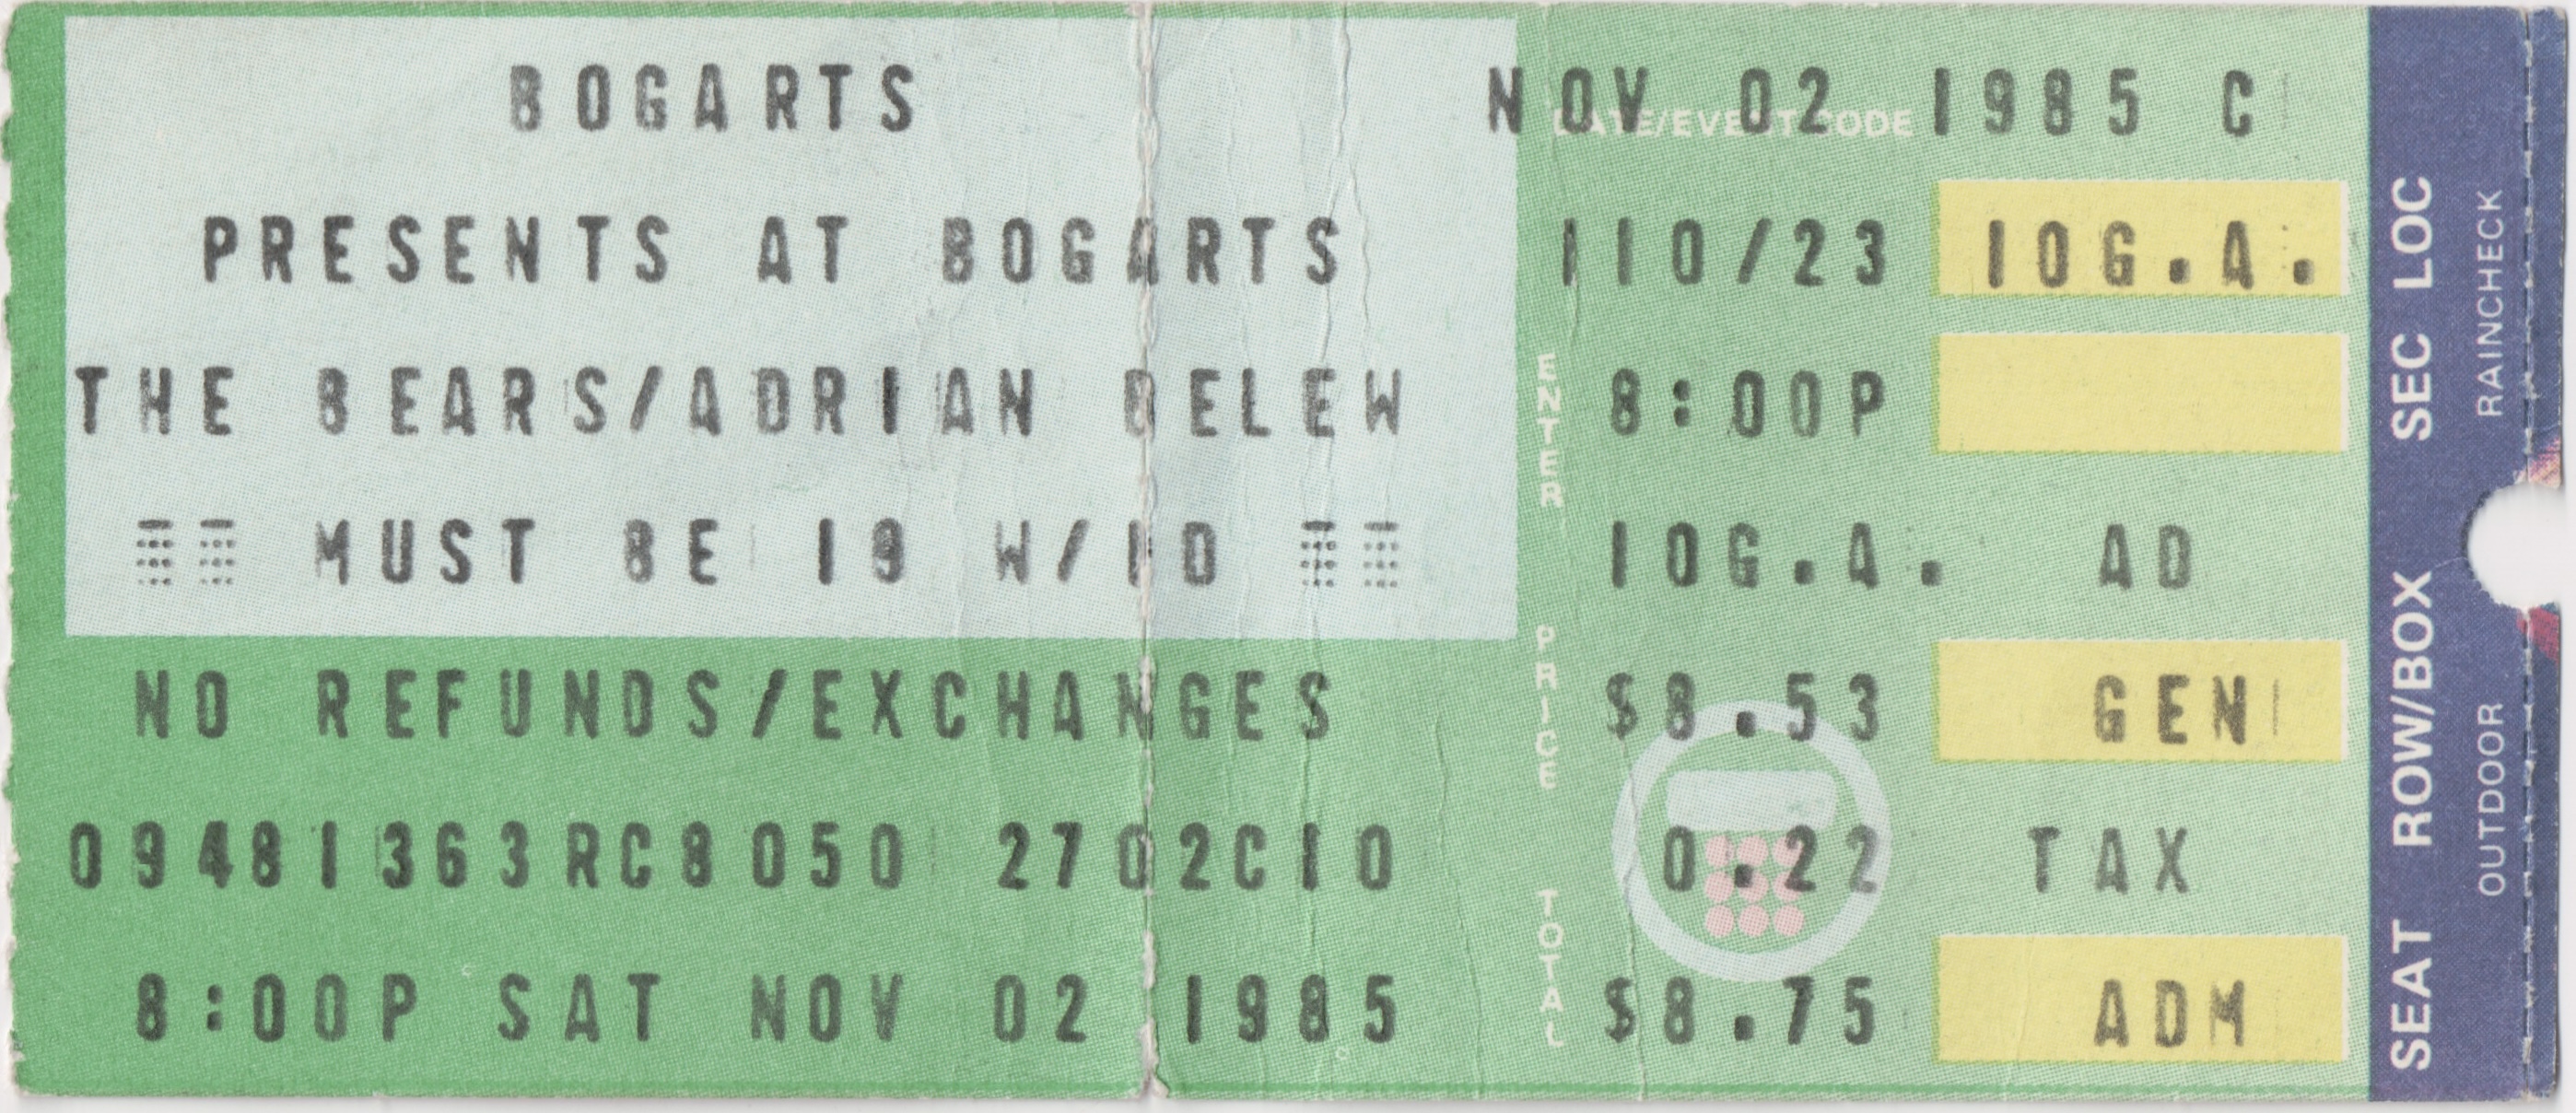 BOGARTS
PRESENTS AT BOGARTS
THE BEARS/ADRIAN BELEW
MUST BE 19 W/ID
NO REFUNDS/EXCHANGES
09481363RC8050 2702C10
8:00P SAT NOV 02 1985
NOV 02 1985 C
DATE/EVENT CODE
110/23 10G.A.
8:00P
10G.A. AD
$8.53 GEN
0.22 TAX
$8.75 ADM
ENTER
PRICE
TOTAL
SEAT ROW/BOX SEC LOC
OUTDOOR RAINCHECK